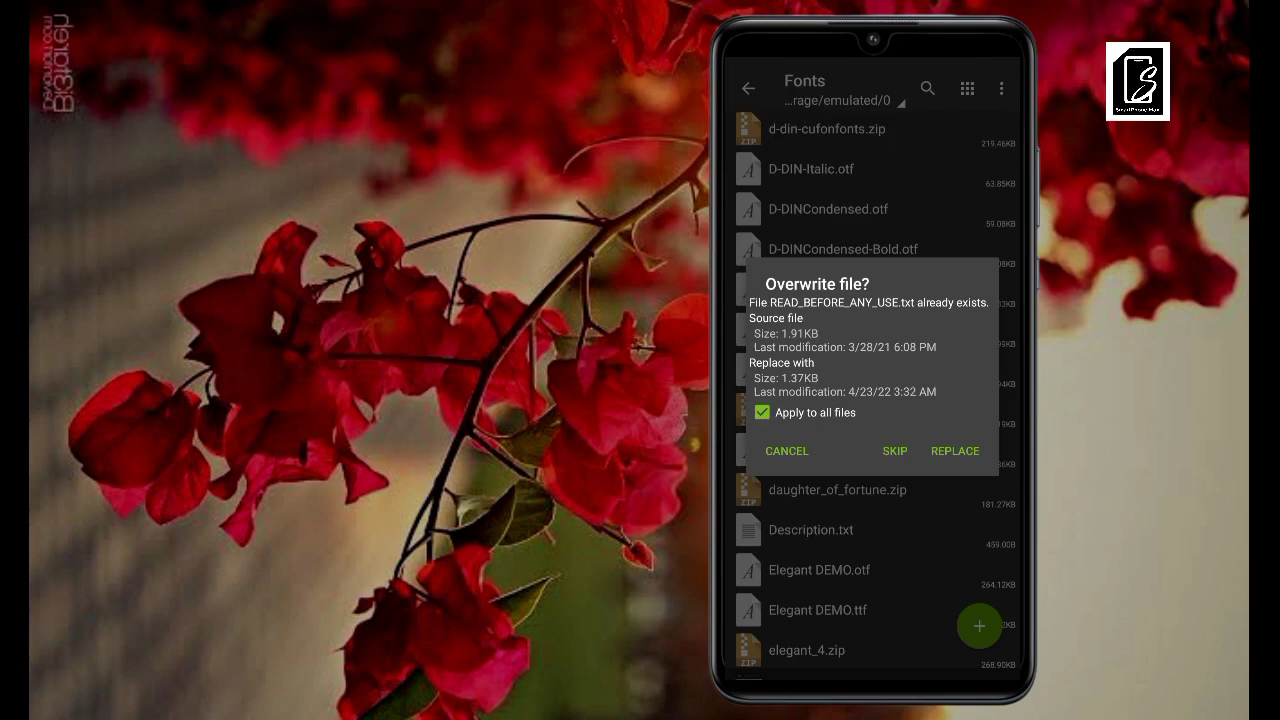 Fonts
...rage/emulated/0
d-din-cufonfonts.zip
219.46KB
D-DIN-Italic.otf
63.85KB
D-DINCondensed.otf
59.08KB
D-DINCondensed-Bold.otf
Overwrite file?
File READ_BEFORE_ANY_USE.txt already exists.
Source file
Size: 1.91KB
Last modification: 3/28/21 6:08 PM
Replace with
Size: 1.37KB
Last modification: 4/23/22 3:32 AM
Apply to all files
CANCEL
SKIP
REPLACE
daughter_of_fortune.zip
181.27KB
Description.txt
459.00B
Elegant DEMO.otf
264.12KB
Elegant DEMO.ttf
elegant_4.zip
268.90KB
ZIP